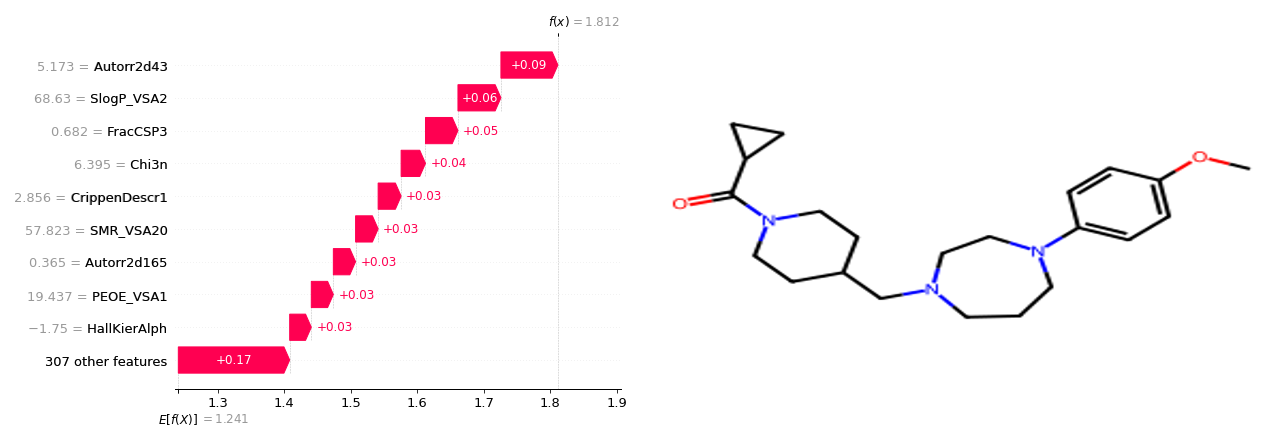 f(x) = 1.812
5.173 = Autorr2d43
+0.09
68.63 = SlogP_VSA2
+0.06
0.682 = FracCSP3
+0.05
6.395 = Chi3n
+0.04
2.856 = CrippenDescr1
+0.03
57.823 = SMR_VSA20
+0.03
0.365 = Autorr2d165
+0.03
19.437 = PEOE_VSA1
+0.03
−1.75 = HallKierAlph
+0.03
307 other features
+0.17
1.3 1.4 1.5 1.6 1.7 1.8 1.9
E[f(X)] = 1.241
O
N
N
N
O